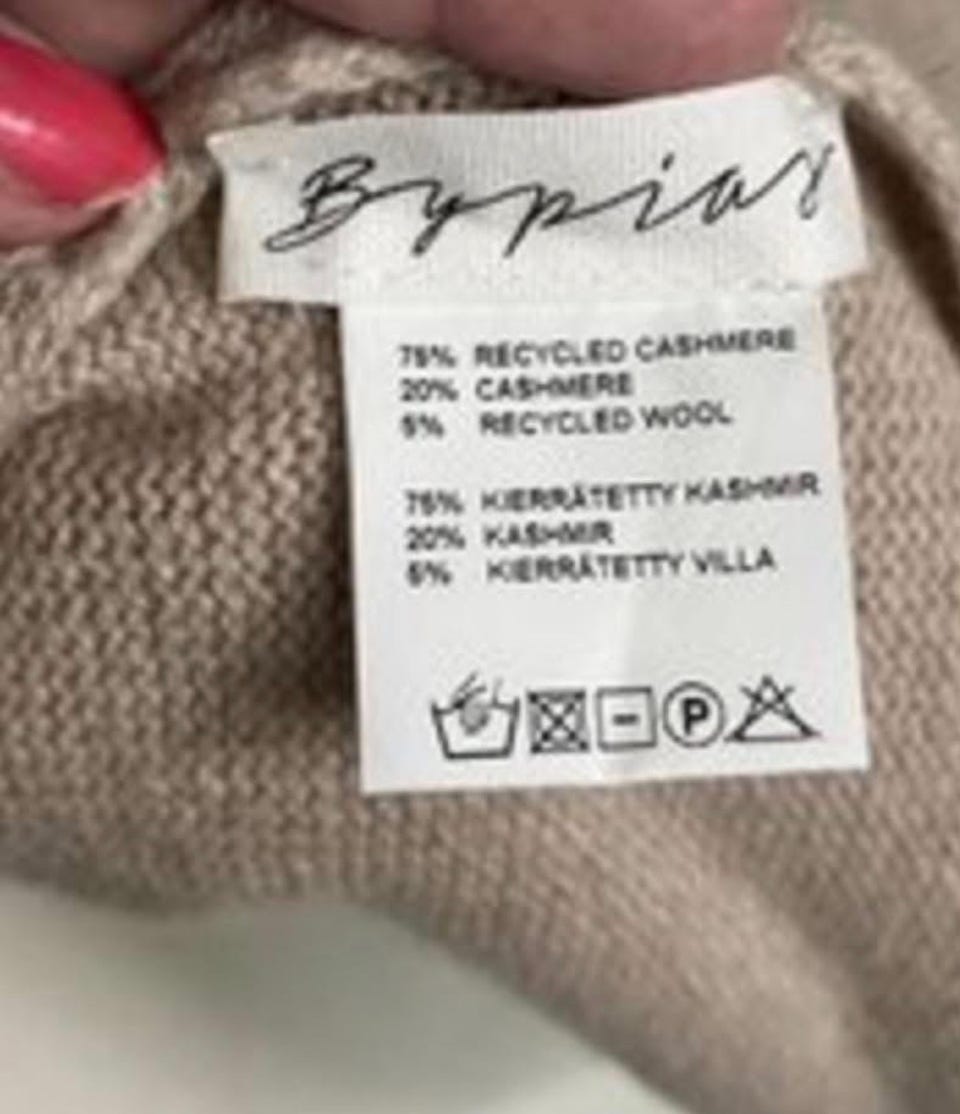 Bypias
75% RECYCLED CASHMERE
20% CASHMERE
5% RECYCLED WOOL
75% KIERRÄTETTY KASHMIR
20% KASHMIR
5% KIERRÄTETTY VILLA
P